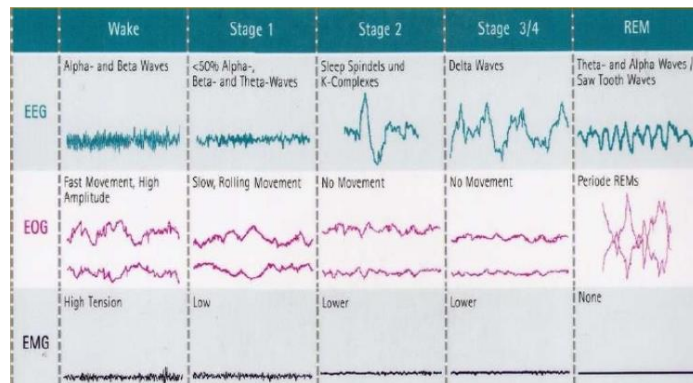 Wake Stage 1 Stage 2 Stage 3/4 REM
EEG
Alpha- and Beta Waves
<50% Alpha-,
Beta- and Theta-Waves
Sleep Spindels und
K-Complexes
Delta Waves
Theta- and Alpha Waves /
Saw Tooth Waves
EOG
Fast Movement, High
Amplitude
Slow, Rolling Movement
No Movement
No Movement
Periode REMs
EMG
High Tension
Low
Lower
Lower
None